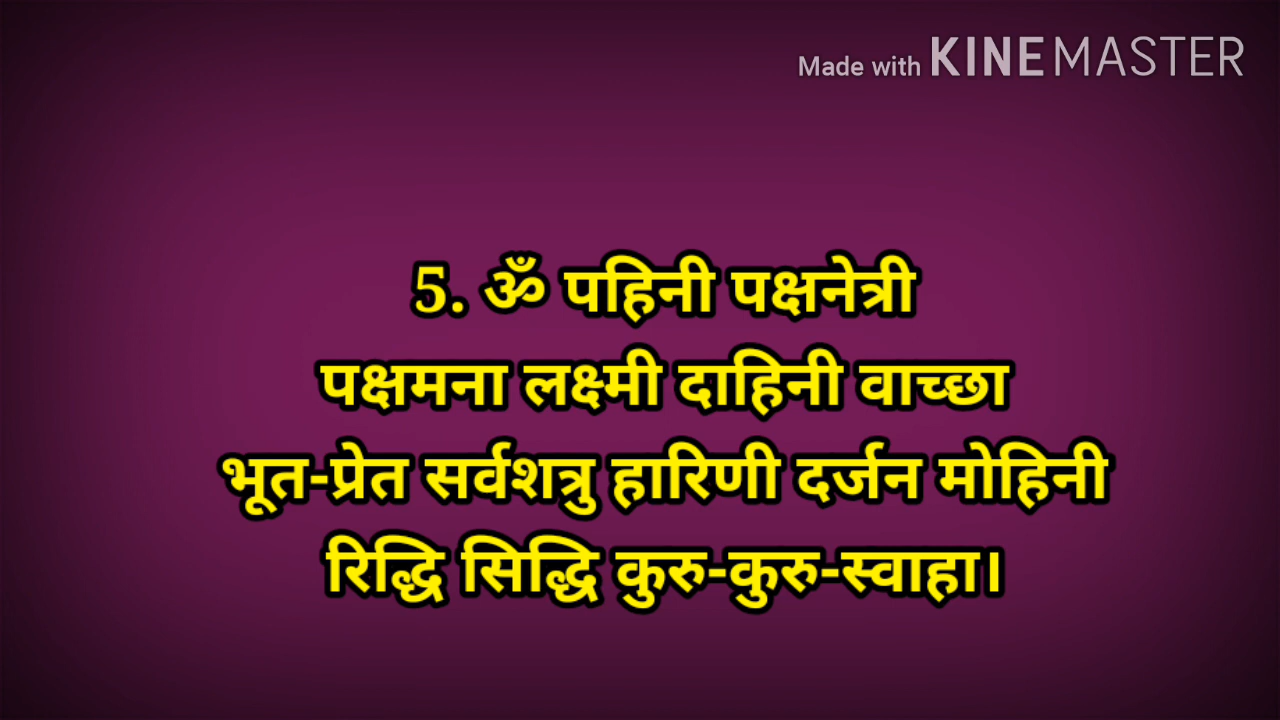 Made with KINEMASTER
5. ॐ पहिनी पक्षनेत्री
पक्षमना लक्ष्मी दाहिनी वाच्छा
भूत-प्रेत सर्वशत्रु हारिणी दर्जन मोहिनी
रिद्धि सिद्धि कुरु-कुरु-स्वाहा।